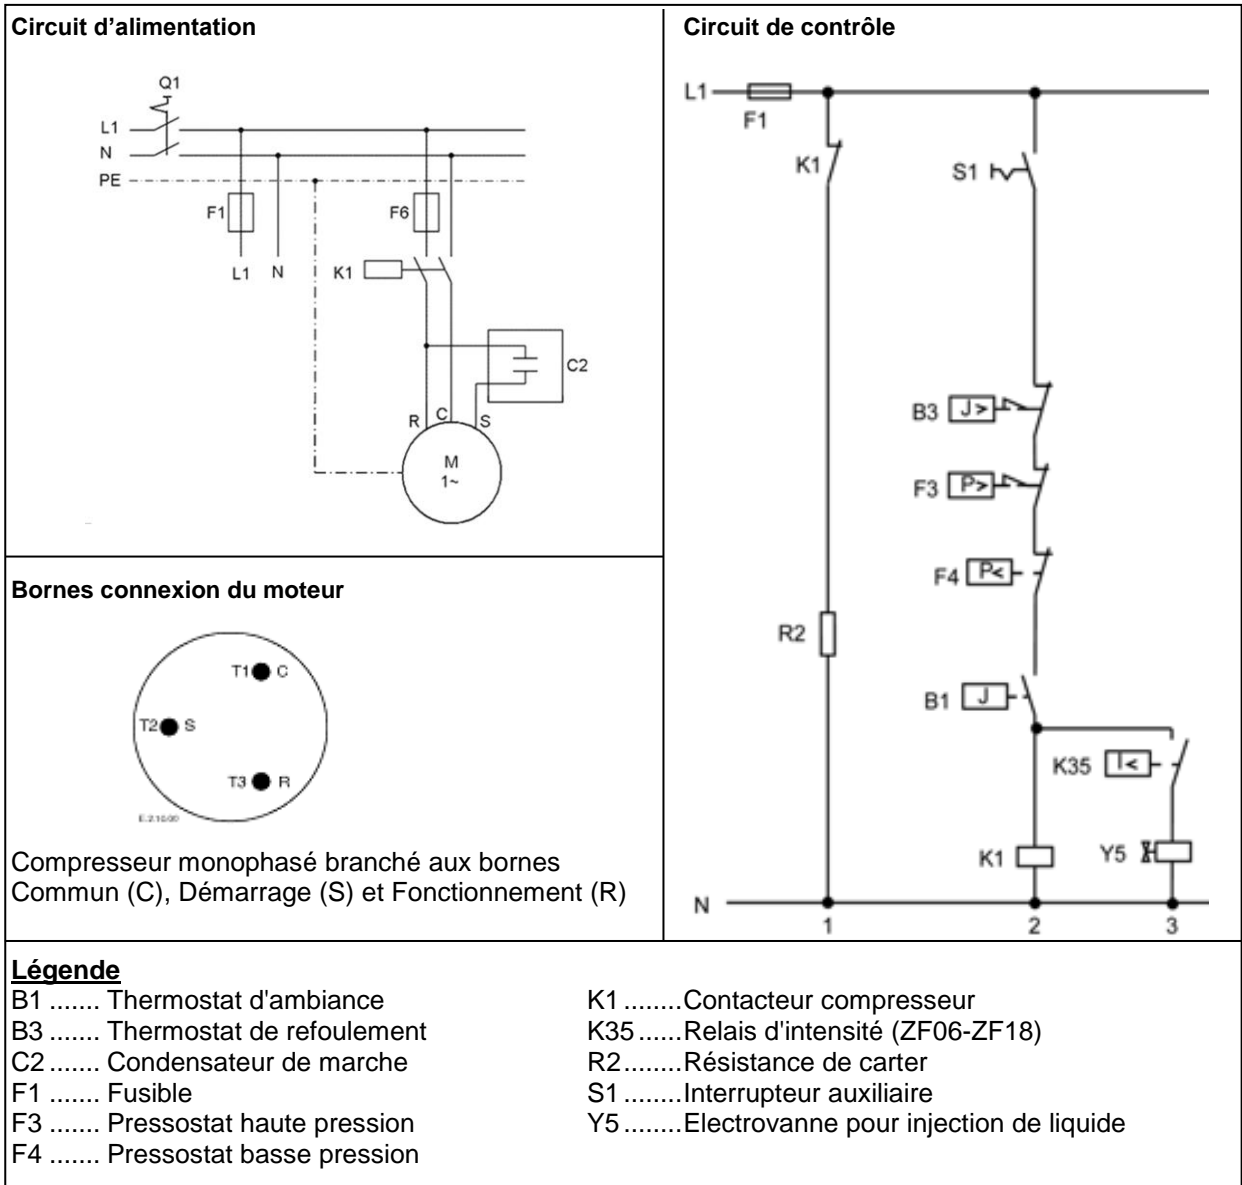 Circuit d’alimentation
Q1
L1
N
PE
F1
F6
L1 N
K1
C2
R C S
M
1~
Bornes connexion du moteur
T1 C
T2 S
T3 R
E.2.10.00
Compresseur monophasé branché aux bornes
Commun (C), Démarrage (S) et Fonctionnement (R)
Circuit de contrôle
L1
F1
K1
S1
B3 J>
F3 P>
F4 P<
R2
B1 J
K35 I<
K1
Y5
N
1 2 3
Légende
B1 ....... Thermostat d'ambiance
B3 ....... Thermostat de refoulement
C2 ....... Condensateur de marche
F1 ....... Fusible
F3 ....... Pressostat haute pression
F4 ....... Pressostat basse pression
K1 ........Contacteur compresseur
K35 ......Relais d'intensité (ZF06-ZF18)
R2........Résistance de carter
S1 ........Interrupteur auxiliaire
Y5 ........Electrovanne pour injection de liquide